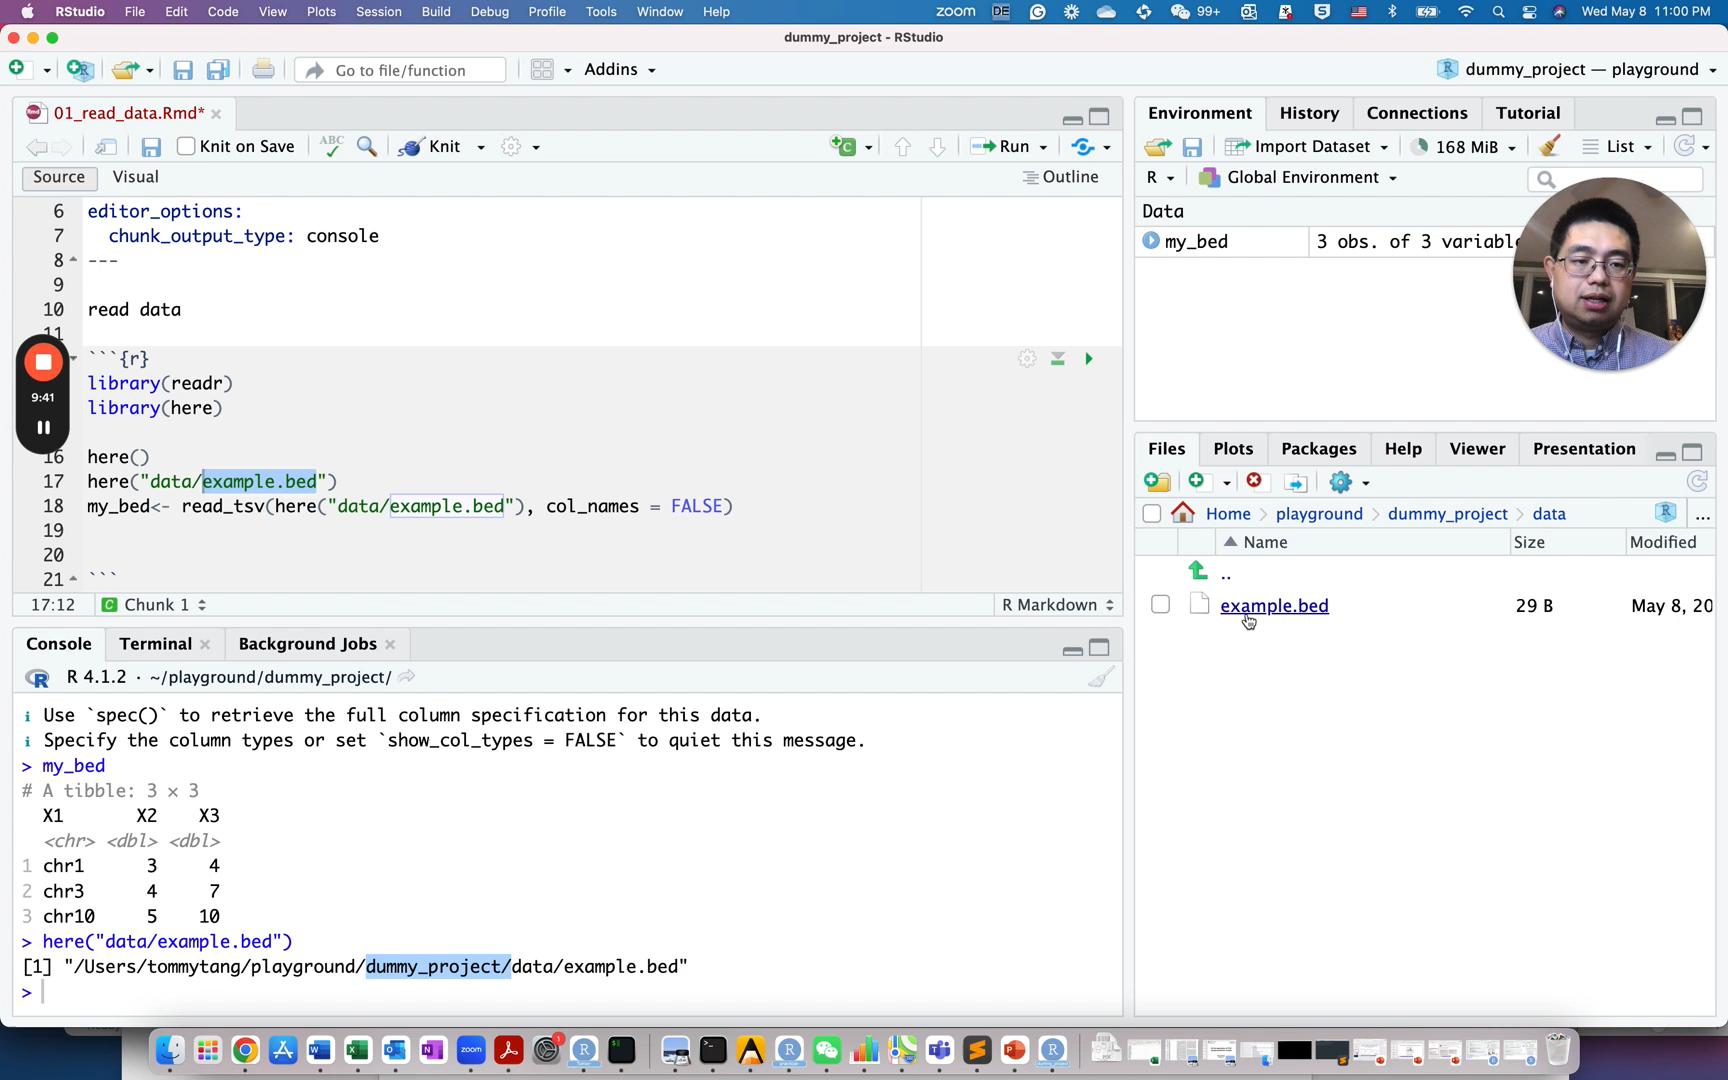 RStudio File Edit Code View Plots Session Build Debug Profile Tools Window Help zoom DE 99+ Wed May 8 11:00 PM
dummy_project - RStudio
Go to file/function Addins dummy_project — playground
01_read_data.Rmd*
Knit on Save ABC Knit Run
Source Visual Outline
6 editor_options:
7 chunk_output_type: console
8 ---
9
10 read data
11
```{r}
library(readr)
9:41
library(here)
16 here()
17 here("data/example.bed")
18 my_bed<- read_tsv(here("data/example.bed"), col_names = FALSE)
19
20
21 ```
17:12 Chunk 1 R Markdown
Console Terminal Background Jobs
R 4.1.2 · ~/playground/dummy_project/
i Use `spec()` to retrieve the full column specification for this data.
i Specify the column types or set `show_col_types = FALSE` to quiet this message.
> my_bed
# A tibble: 3 × 3
X1 X2 X3
<chr> <dbl> <dbl>
1 chr1 3 4
2 chr3 4 7
3 chr10 5 10
> here("data/example.bed")
[1] "/Users/tommytang/playground/dummy_project/data/example.bed"
>
Environment History Connections Tutorial
Import Dataset 168 MiB List
R Global Environment
Data
my_bed 3 obs. of 3 variable
Files Plots Packages Help Viewer Presentation
Home playground dummy_project data ...
Name Size Modified
..
example.bed 29 B May 8, 20
zoom 1